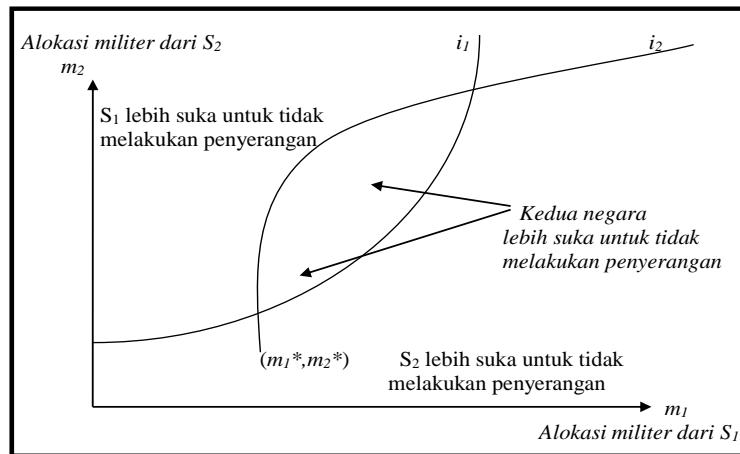 Alokasi militer dari S₂
m₂
i₁
i₂
S₁ lebih suka untuk tidak
melakukan penyerangan
Kedua negara
lebih suka untuk tidak
melakukan penyerangan
(m₁*,m₂*)
S₂ lebih suka untuk tidak
melakukan penyerangan
m₁
Alokasi militer dari S₁